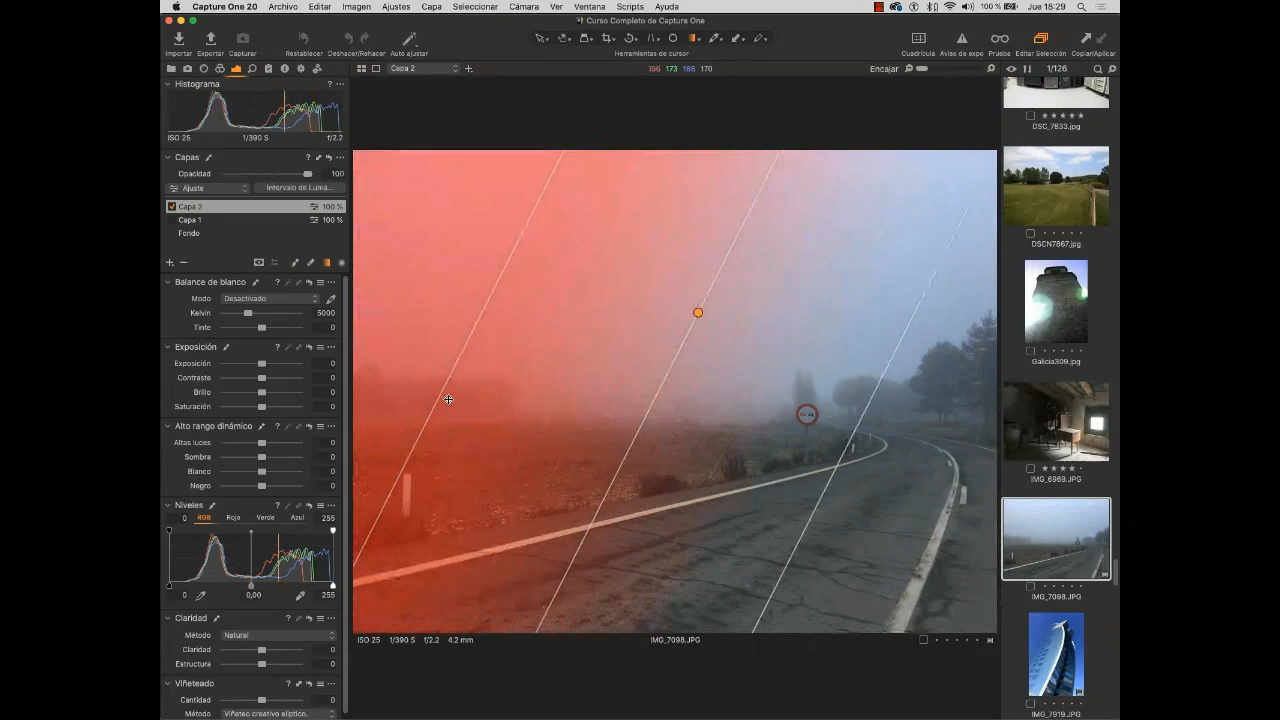 Capture One 20 Archivo Editar Imagen Ajustes Capa Seleccionar Cámara Ver Ventana Scripts Ayuda 100 % Jue 18:29
Curso Completo de Capture One
Importar Exportar Capturar Restablecer Deshacer/Rehacer Auto ajustar Herramientas de cursor Cuadrícula Aviso de expo Prueba Editar Selección Copiar/Aplicar
Capa 2 156 173 188 170 Encajar 1/126
Histograma
ISO 25 1/390 S f/2.2
Capas
Opacidad 100
Ajuste Intervalo de Luma...
Capa 2 100 %
Capa 1 100 %
Fondo
Balance de blanco
Modo Desactivado
Kelvin 5000
Tinte 0
Exposición
Exposición 0
Contraste 0
Brillo 0
Saturación 0
Alto rango dinámico
Altas luces 0
Sombra 0
Blanco 0
Negro 0
Niveles
0 RGB Rojo Verde Azul 255
0 0,00 255
Claridad
Método Natural
Claridad 0
Estructura 0
Viñeteado
Cantidad 0
Método Viñeteo creativo elíptico.
ISO 25 1/390 S f/2.2 4.2 mm IMG_7098.JPG
DSC_7833.jpg
DSCN7867.jpg
Galicia309.jpg
IMG_6969.JPG
IMG_7098.JPG
IMG_7919.JPG